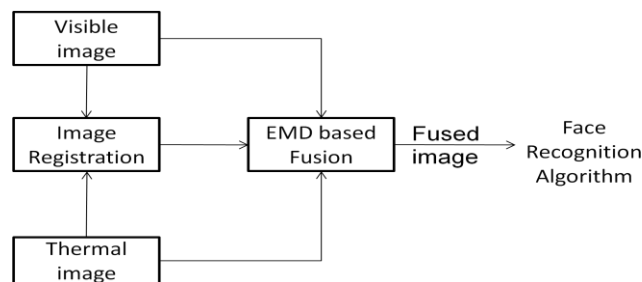 Visible
image
Image
Registration
EMD based
Fusion
Fused
image
Face
Recognition
Algorithm
Thermal
image